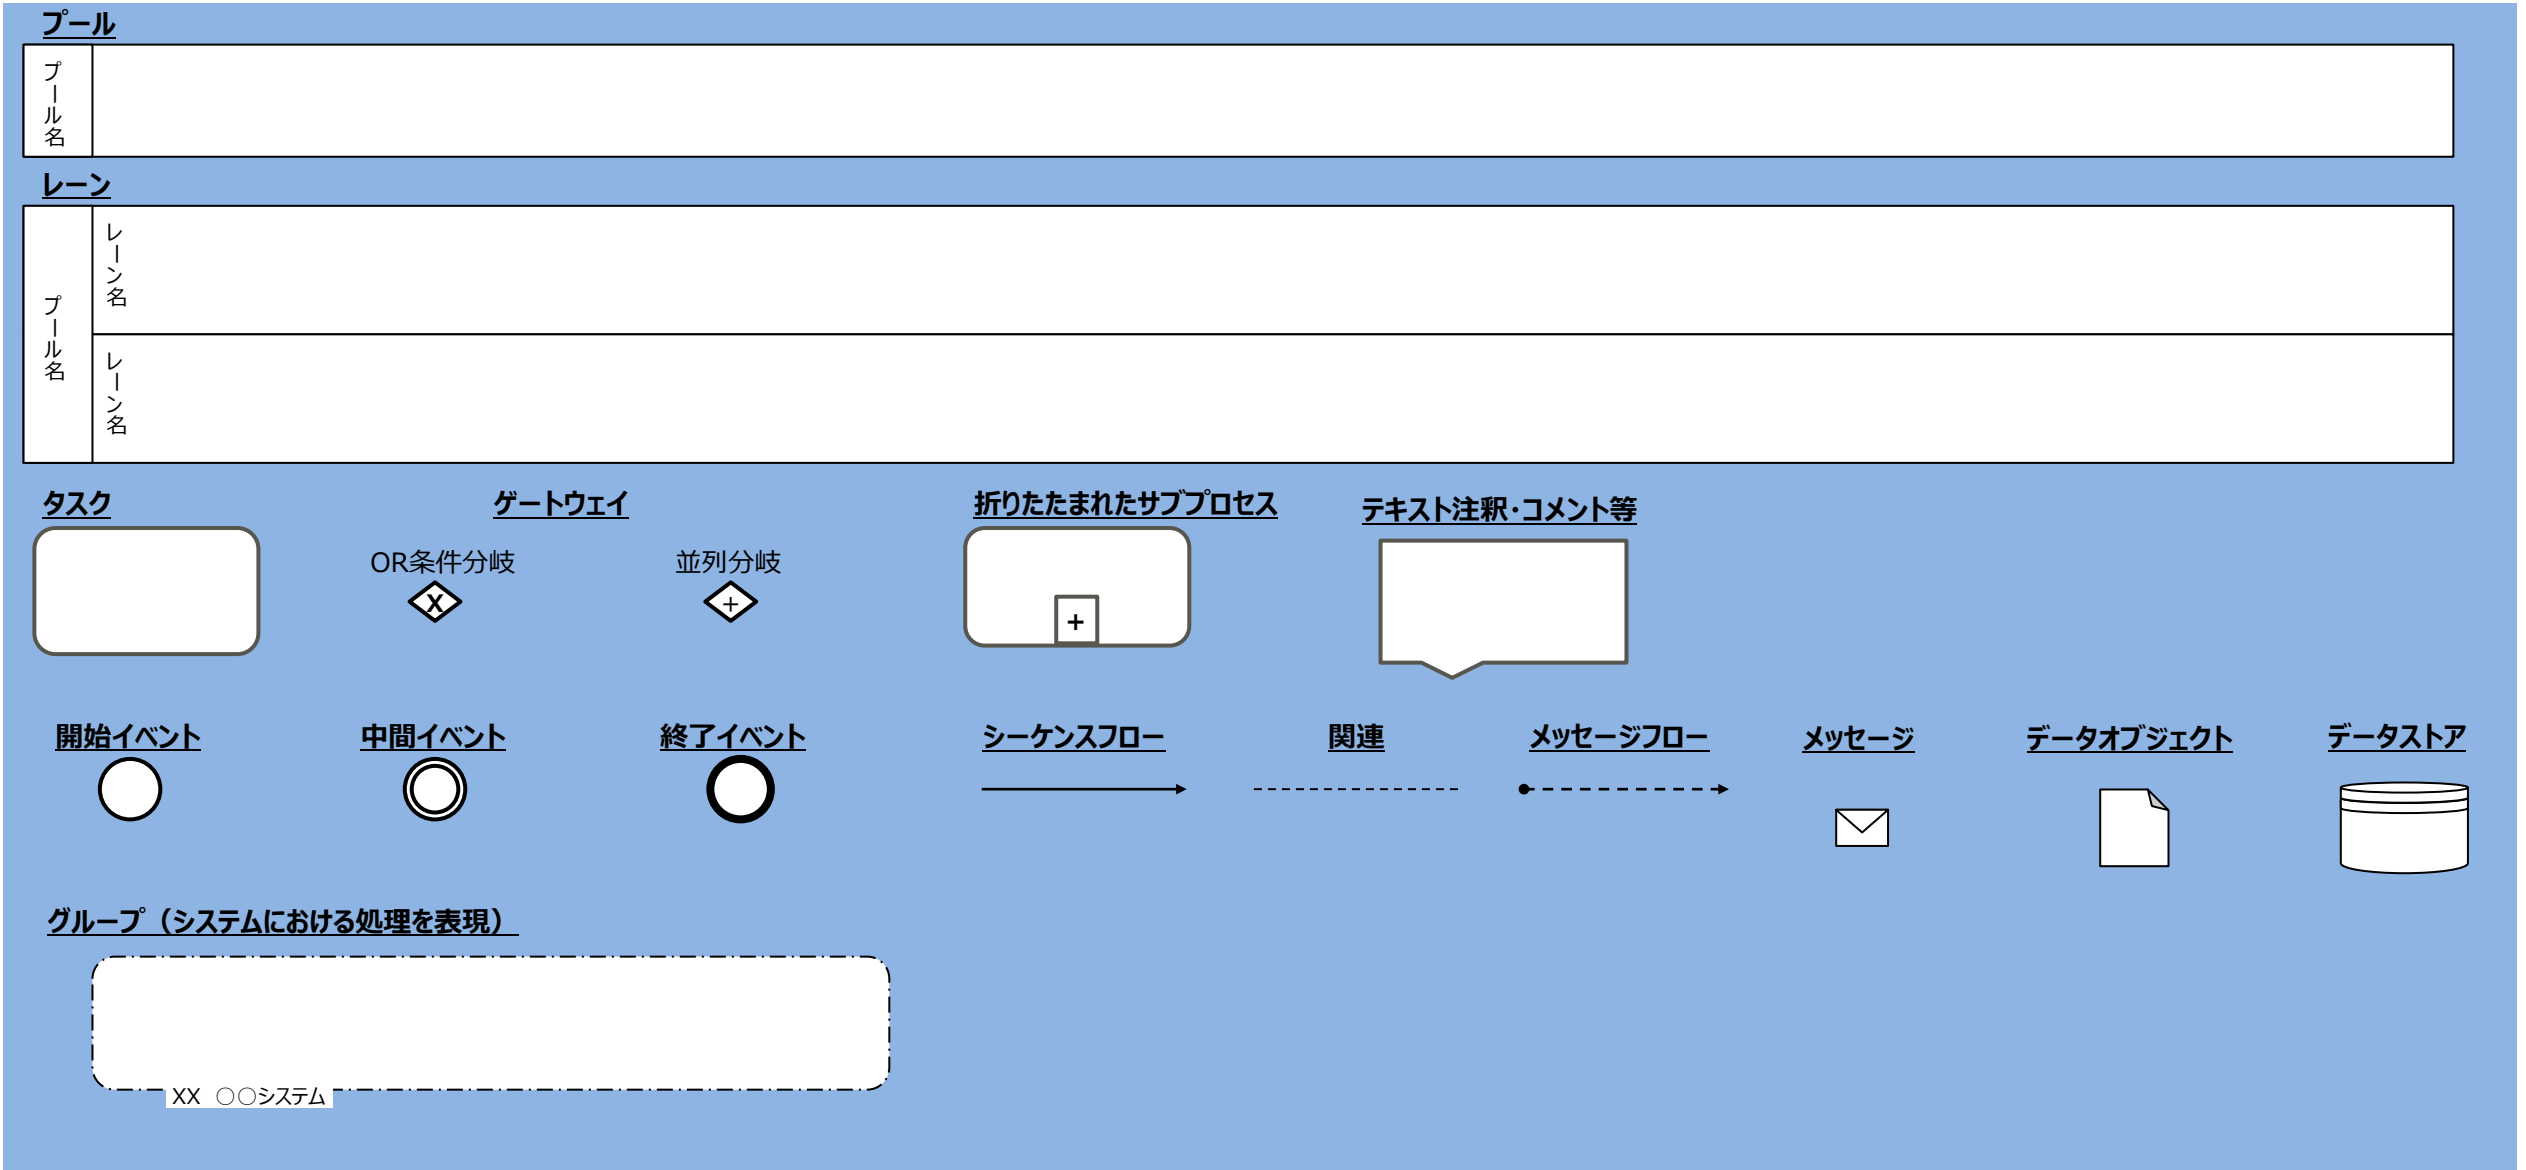 プール
プール名
レーン
プール名
レーン名
レーン名
タスク
ゲートウェイ
折りたたまれたサブプロセス
テキスト注釈・コメント等
OR条件分岐
並列分岐
X
+
+
開始イベント
中間イベント
終了イベント
シーケンスフロー
関連
メッセージフロー
メッセージ
データオブジェクト
データストア
グループ（システムにおける処理を表現）
XX　○○システム